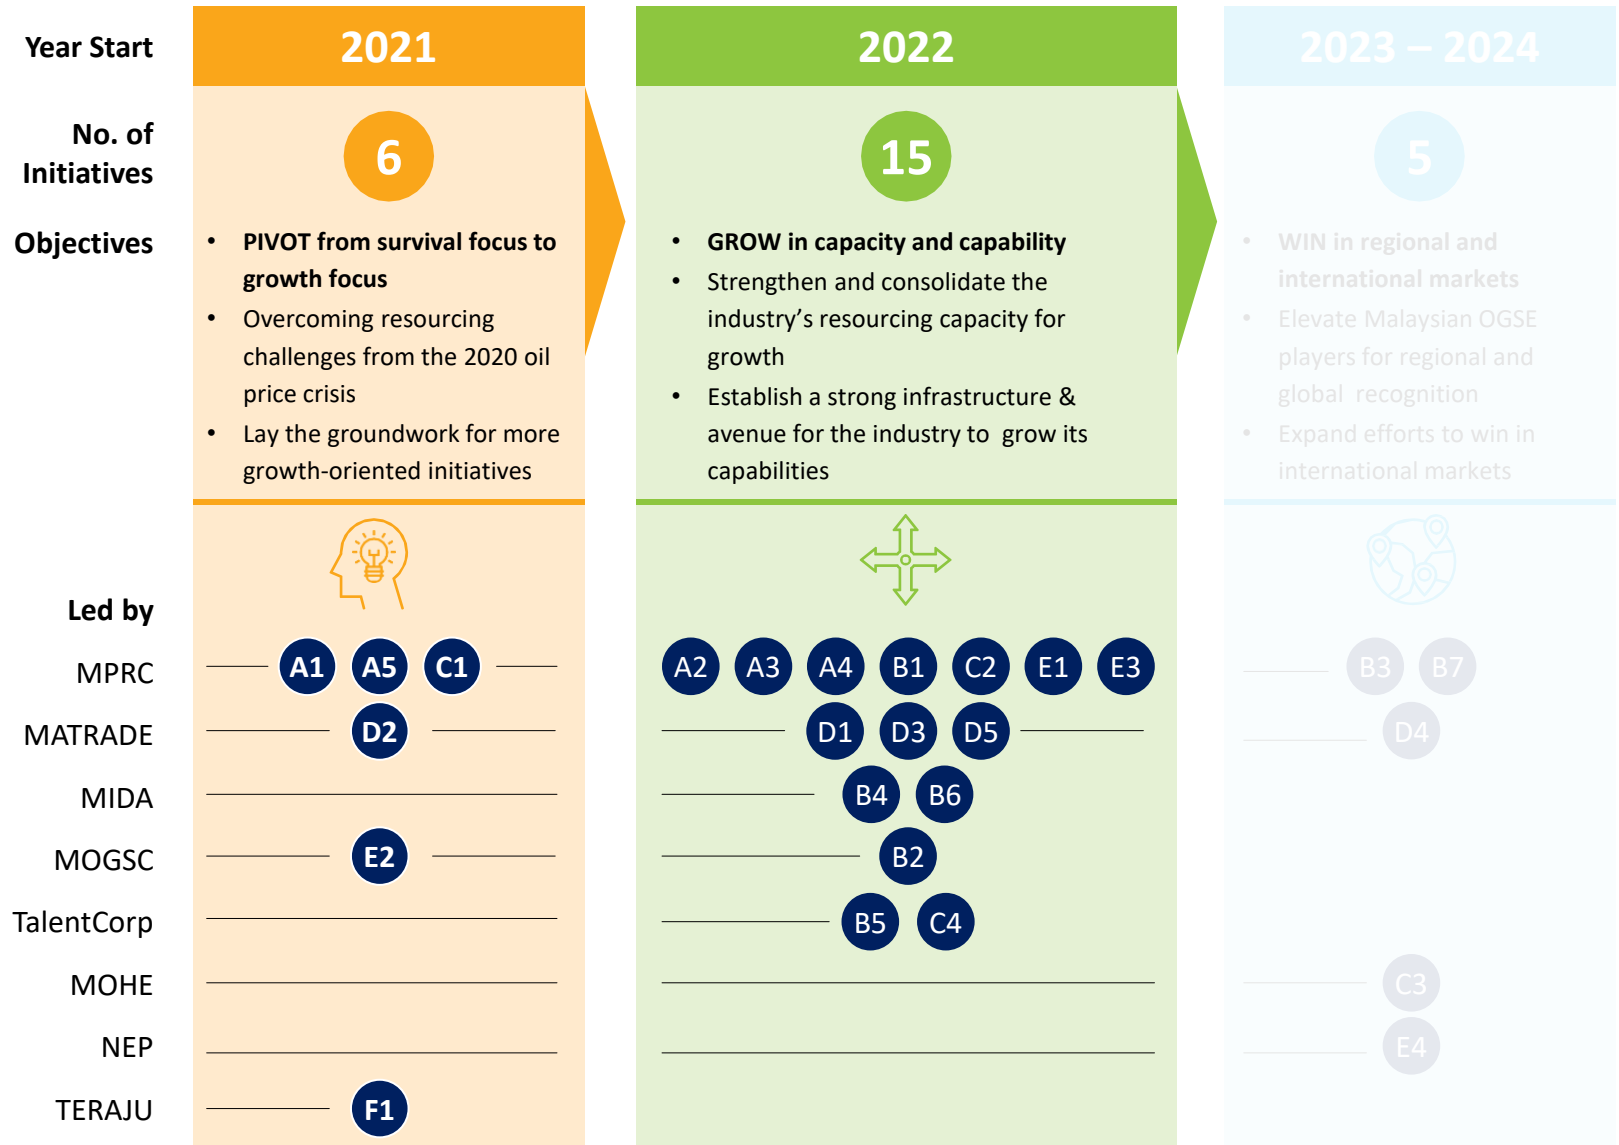 Year Start
2021
2022
2023 – 2024
No. of
Initiatives
6
15
5
Objectives
• PIVOT from survival focus to
growth focus
• Overcoming resourcing
challenges from the 2020 oil
price crisis
• Lay the groundwork for more
growth-oriented initiatives
• GROW in capacity and capability
• Strengthen and consolidate the
industry’s resourcing capacity for
growth
• Establish a strong infrastructure &
avenue for the industry to grow its
capabilities
• WIN in regional and
international markets
• Elevate Malaysian OGSE
players for regional and
global recognition
• Expand efforts to win in
international markets
Led by
MPRC A1 A5 C1 A2 A3 A4 B1 C2 E1 E3 B3 B7
MATRADE D2 D1 D3 D5 D4
MIDA B4 B6
MOGSC E2 B2
TalentCorp B5 C4
MOHE C3
NEP E4
TERAJU F1